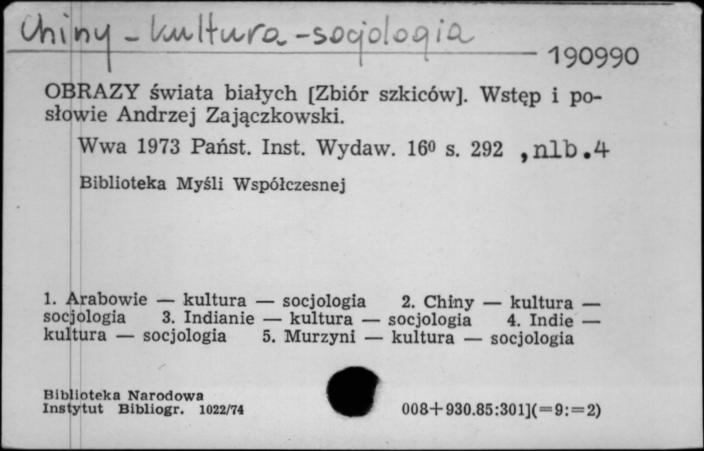 Chiny - kultura - socjologia
190990
OBRAZY świata białych [Zbiór szkiców]. Wstęp i po-
słowie Andrzej Zajączkowski.
Wwa 1973 Państ. Inst. Wydaw. 16⁰ s. 292 , nlb.4
Biblioteka Myśli Współczesnej
1. Arabowie — kultura — socjologia 2. Chiny — kultura —
socjologia 3. Indianie — kultura — socjologia 4. Indie —
kultura — socjologia 5. Murzyni — kultura — socjologia
Biblioteka Narodowa
Instytut Bibliogr. 1022/74
008+930.85:301](=9:=2)